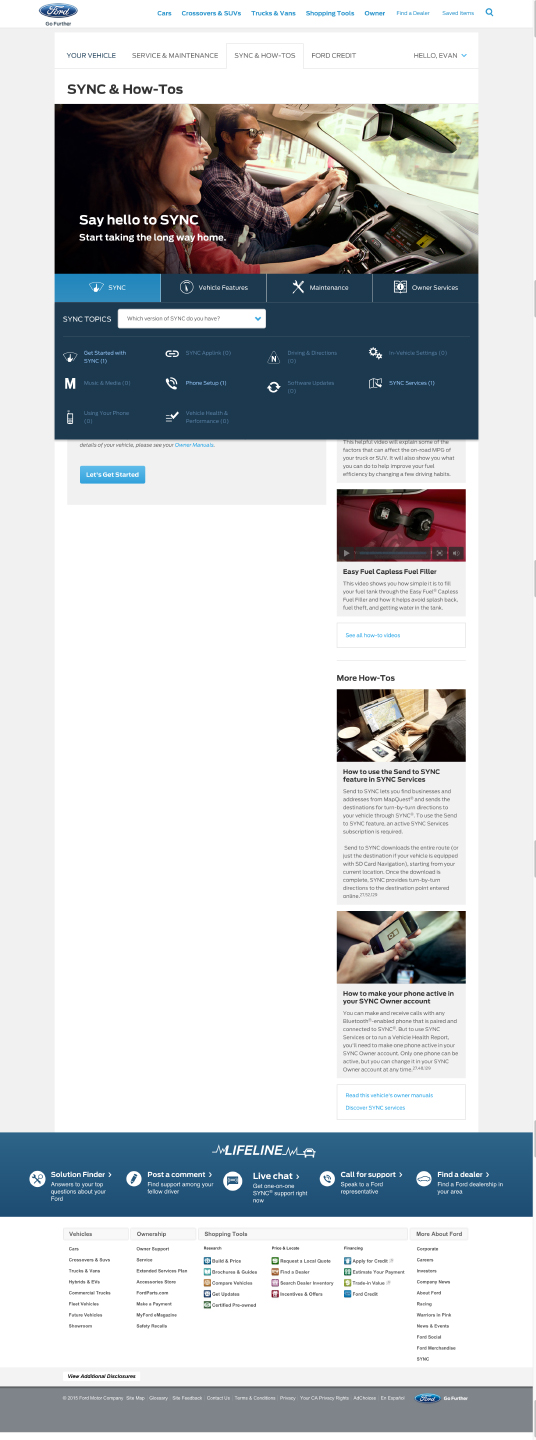 Ford
Go Further
Cars Crossovers & SUVs Trucks & Vans Shopping Tools Owner Find a Dealer Saved Items
YOUR VEHICLE SERVICE & MAINTENANCE SYNC & HOW-TOS FORD CREDIT HELLO, EVAN
SYNC & How-Tos
Say hello to SYNC
Start taking the long way home.
SYNC Vehicle Features Maintenance Owner Services
SYNC TOPICS Which version of SYNC do you have?
Get Started with
SYNC (1)
SYNC Applink (0)
Driving & Directions
(0)
In-Vehicle Settings (0)
Music & Media (0)
Phone Setup (1)
Software Updates
(0)
SYNC Services (1)
Using Your Phone
(0)
Vehicle Health &
Performance (0)
details of your vehicle, please see your Owner Manuals.
Let's Get Started
This helpful video will explain some of the
factors that can affect the on-road MPG of
your truck or SUV. It will also show you what
you can do to help improve your fuel
efficiency by changing a few driving habits.
Easy Fuel Capless Fuel Filler
This video shows you how simple it is to fill
your fuel tank through the Easy Fuel® Capless
Fuel Filler and how it helps avoid splash back,
fuel theft, and getting water in the tank.
See all how-to videos
More How-Tos
How to use the Send to SYNC
feature in SYNC Services
Send to SYNC lets you find businesses and
addresses from MapQuest® and sends the
destinations for turn-by-turn directions to
your vehicle through SYNC®. To use the Send
to SYNC feature, an active SYNC Services
subscription is required.
Send to SYNC downloads the entire route (or
just the destination if your vehicle is equipped
with SD Card Navigation), starting from your
current location. Once the download is
complete, SYNC provides turn-by-turn
directions to the destination point entered
online.
How to make your phone active in
your SYNC Owner account
You can make and receive calls with any
Bluetooth®-enabled phone that is paired and
connected to SYNC®. But to use SYNC
Services or to run a Vehicle Health Report,
you'll need to make one phone active in your
SYNC Owner account. Only one phone can be
active, but you can change it in your SYNC
Owner account at any time.
Read this vehicle's owner manuals
Discover SYNC services
LIFELINE
Solution Finder >
Answers to your top
questions about your
Ford
Post a comment >
Find support among your
fellow driver
Live chat >
Get one-on-one
SYNC® support right
now
Call for support >
Speak to a Ford
representative
Find a dealer >
Find a Ford dealership in
your area
Vehicles
Cars
Crossovers & Suvs
Trucks & Vans
Hybrids & EVs
Commercial Trucks
Fleet Vehicles
Future Vehicles
Showroom
Ownership
Owner Support
Service
Extended Services Plan
Accessories Store
FordParts.com
Make a Payment
MyFord eMagazine
Safety Recalls
Shopping Tools
Research
Build & Price
Brochures & Guides
Compare Vehicles
Get Updates
Certified Pre-owned
Price & Locate
Request a Local Quote
Find a Dealer
Search Dealer Inventory
Incentives & Offers
Financing
Apply for Credit
Estimate Your Payment
Trade-in Value
Ford Credit
More About Ford
Corporate
Careers
Investors
Company News
About Ford
Racing
Warriors in Pink
News & Events
Ford Social
Ford Merchandise
SYNC
View Additional Disclosures
© 2015 Ford Motor Company Site Map Glossary Site Feedback Contact Us Terms & Conditions Privacy Your CA Privacy Rights AdChoices En Español Ford Go Further